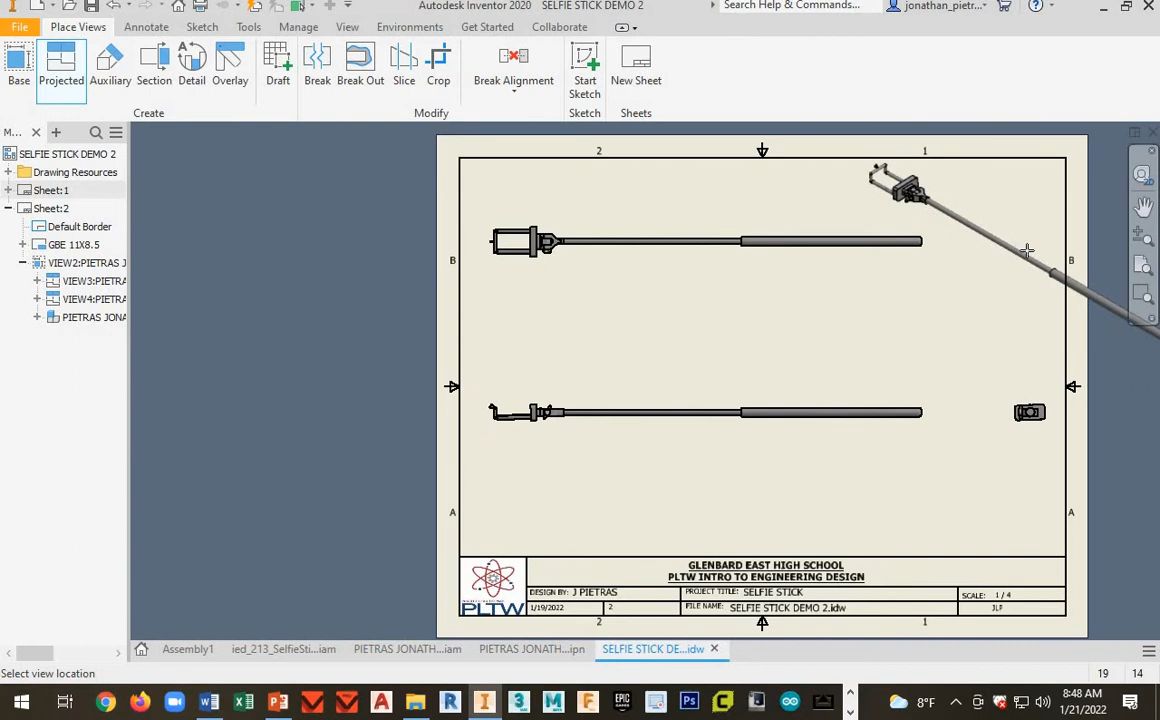 Autodesk Inventor 2020 SELFIE STICK DEMO 2
Search Help & Commands...
jonathan_pietr...
File Place Views Annotate Sketch Tools Manage View Environments Get Started Collaborate
Base Projected Auxiliary Section Detail Overlay Draft Break Break Out Slice Crop Break Alignment Start Sketch New Sheet
Create Modify Sketch Sheets
M...
SELFIE STICK DEMO 2
Drawing Resources
Sheet:1
Sheet:2
Default Border
GBE 11X8.5
VIEW2:PIETRAS J
VIEW3:PIETRA
VIEW4:PIETRA
PIETRAS JONA
2 1
B B
A A
GLENBARD EAST HIGH SCHOOL
PLTW INTRO TO ENGINEERING DESIGN
PLTW
DESIGN BY: J PIETRAS
PROJECT TITLE: SELFIE STICK
SCALE: 1 / 4
1/19/2022 2
FILE NAME: SELFIE STICK DEMO 2.idw
JLP
2 1
Assembly1 ied_213_SelfieSti...iam PIETRAS JONATH...iam PIETRAS JONATH...ipn SELFIE STICK DE...idw
Select view location 19 14
8°F
8:48 AM
1/21/2022